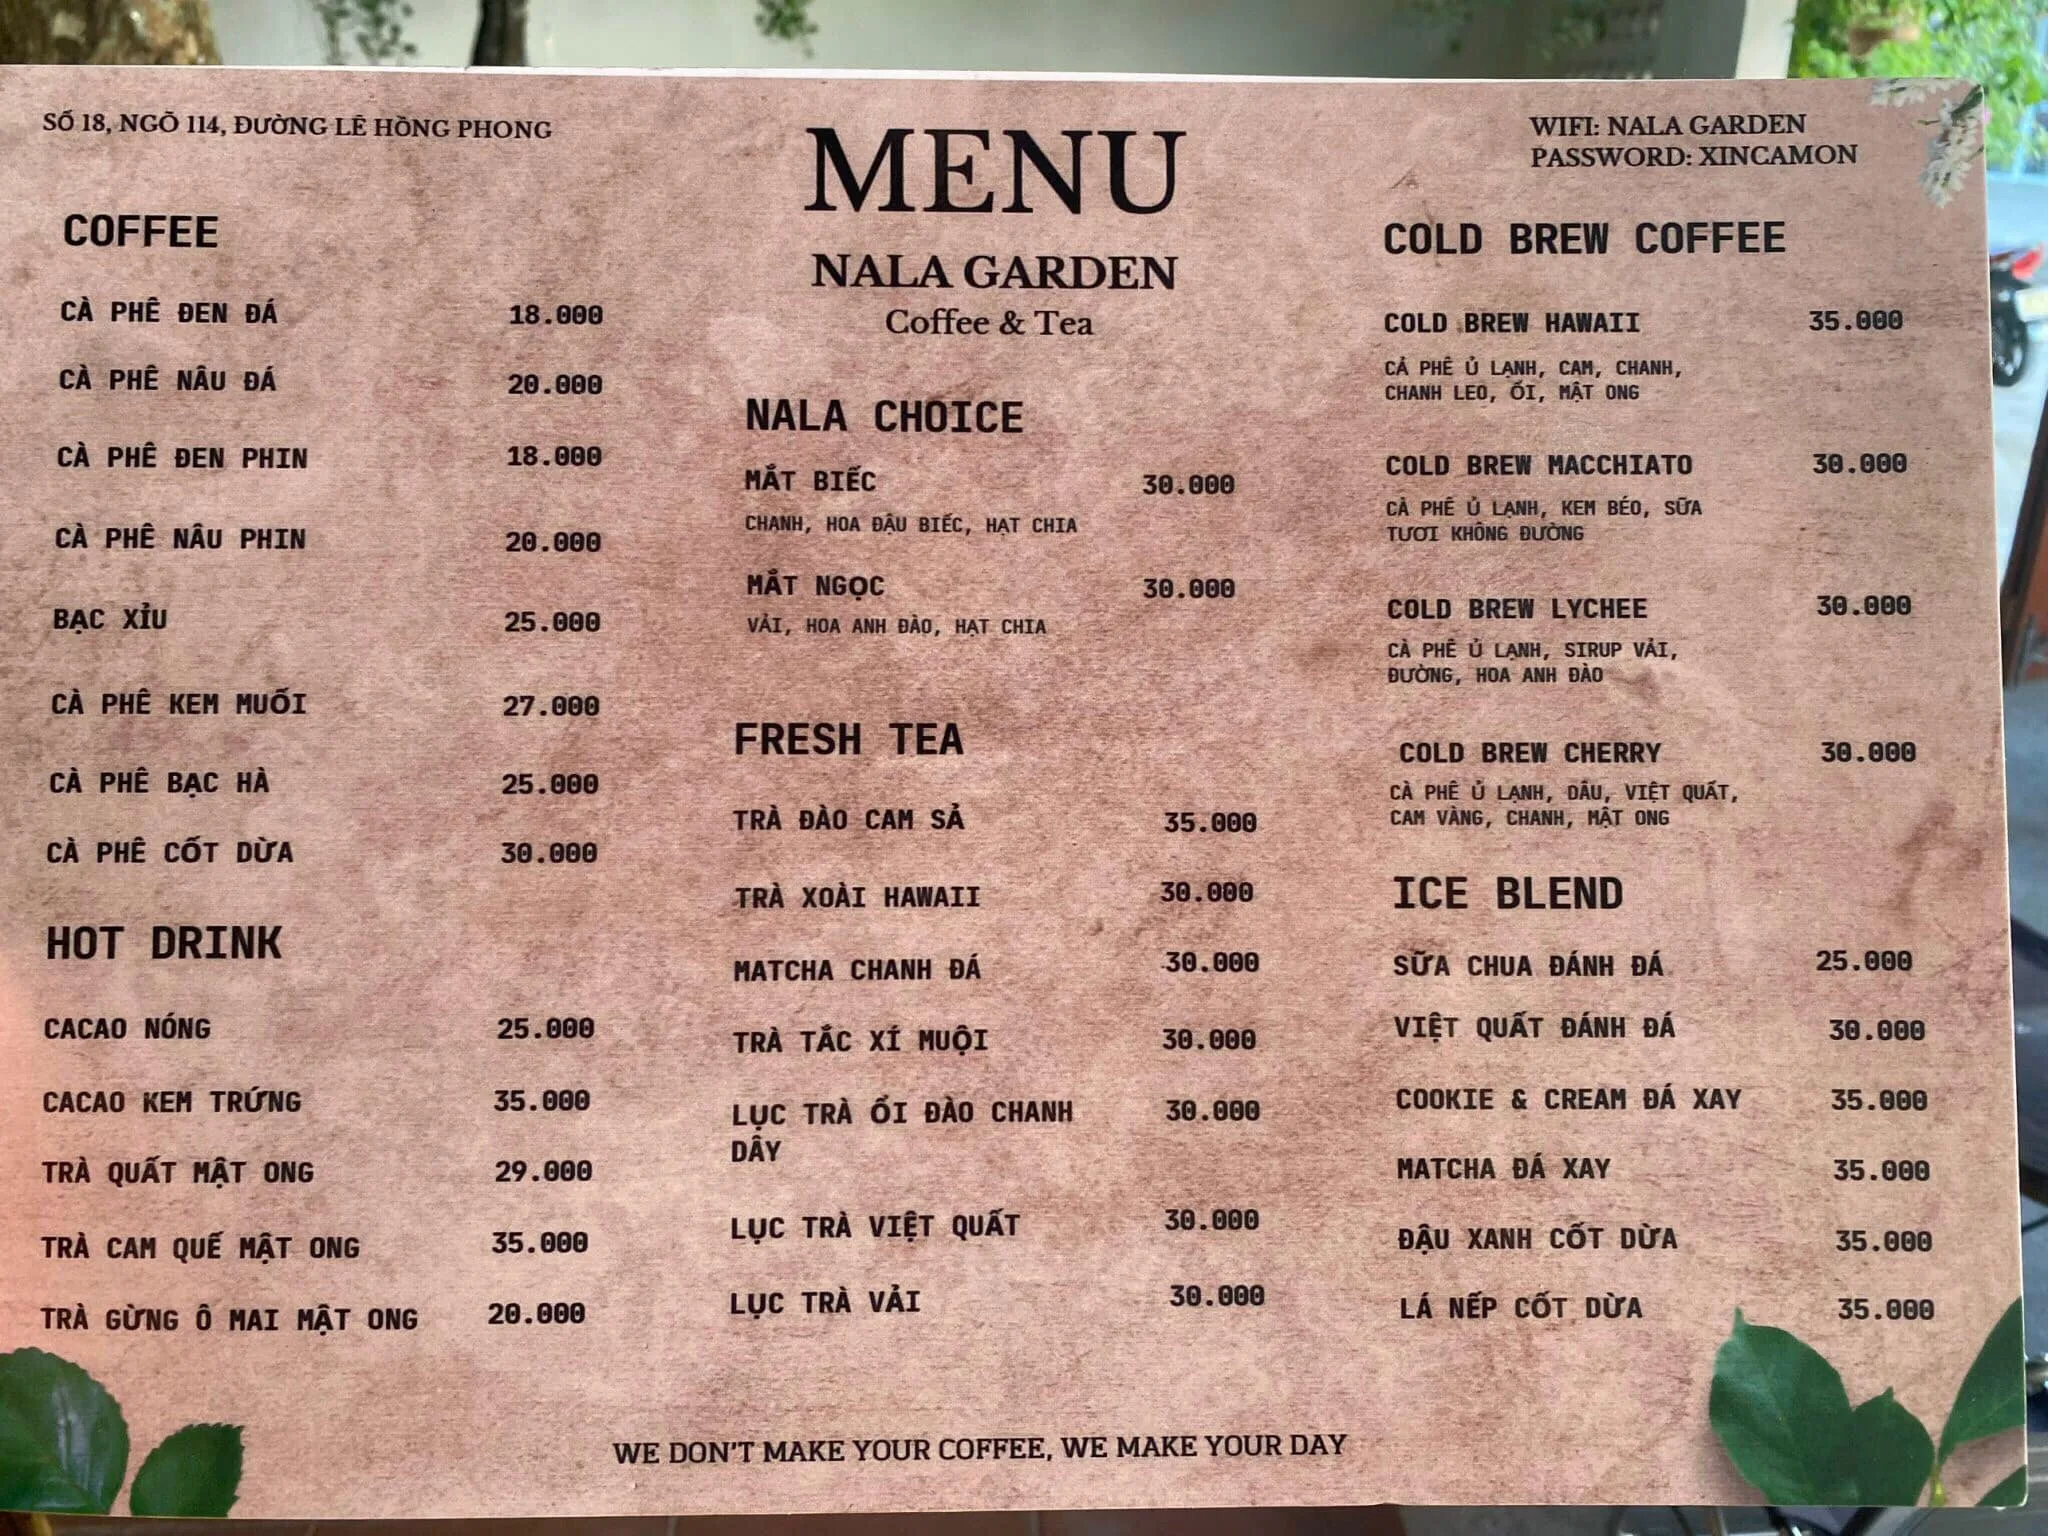 SỐ 18, NGÕ 114, ĐƯỜNG LÊ HỒNG PHONG
MENU
NALA GARDEN
Coffee & Tea
WIFI: NALA GARDEN
PASSWORD: XINCAMON
COFFEE
CÀ PHÊ ĐEN ĐÁ 18.000
CÀ PHÊ NÂU ĐÁ 20.000
CÀ PHÊ ĐEN PHIN 18.000
CÀ PHÊ NÂU PHIN 20.000
BẠC XỈU 25.000
CÀ PHÊ KEM MUỐI 27.000
CÀ PHÊ BẠC HÀ 25.000
CÀ PHÊ CỐT DỪA 30.000
HOT DRINK
CACAO NÓNG 25.000
CACAO KEM TRỨNG 35.000
TRÀ QUẤT MẬT ONG 29.000
TRÀ CAM QUẾ MẬT ONG 35.000
TRÀ GỪNG Ô MAI MẬT ONG 20.000
NALA CHOICE
MẮT BIẾC 30.000
CHANH, HOA ĐẬU BIẾC, HẠT CHIA
MẮT NGỌC 30.000
VẢI, HOA ANH ĐÀO, HẠT CHIA
FRESH TEA
TRÀ ĐÀO CAM SẢ 35.000
TRÀ XOÀI HAWAII 30.000
MATCHA CHANH ĐÁ 30.000
TRÀ TẮC XÍ MUỘI 30.000
LỤC TRÀ ỔI ĐÀO CHANH 30.000
DÂY
LỤC TRÀ VIỆT QUẤT 30.000
LỤC TRÀ VẢI 30.000
COLD BREW COFFEE
COLD BREW HAWAII 35.000
CÀ PHÊ Ủ LẠNH, CAM, CHANH,
CHANH LEO, ỔI, MẬT ONG
COLD BREW MACCHIATO 30.000
CÀ PHÊ Ủ LẠNH, KEM BÉO, SỮA
TƯƠI KHÔNG ĐƯỜNG
COLD BREW LYCHEE 30.000
CÀ PHÊ Ủ LẠNH, SIRUP VẢI,
ĐƯỜNG, HOA ANH ĐÀO
COLD BREW CHERRY 30.000
CÀ PHÊ Ủ LẠNH, DÂU, VIỆT QUẤT,
CAM VÀNG, CHANH, MẬT ONG
ICE BLEND
SỮA CHUA ĐÁNH ĐÁ 25.000
VIỆT QUẤT ĐÁNH ĐÁ 30.000
COOKIE & CREAM ĐÁ XAY 35.000
MATCHA ĐÁ XAY 35.000
ĐẬU XANH CỐT DỪA 35.000
LÁ NẾP CỐT DỪA 35.000
WE DON'T MAKE YOUR COFFEE, WE MAKE YOUR DAY